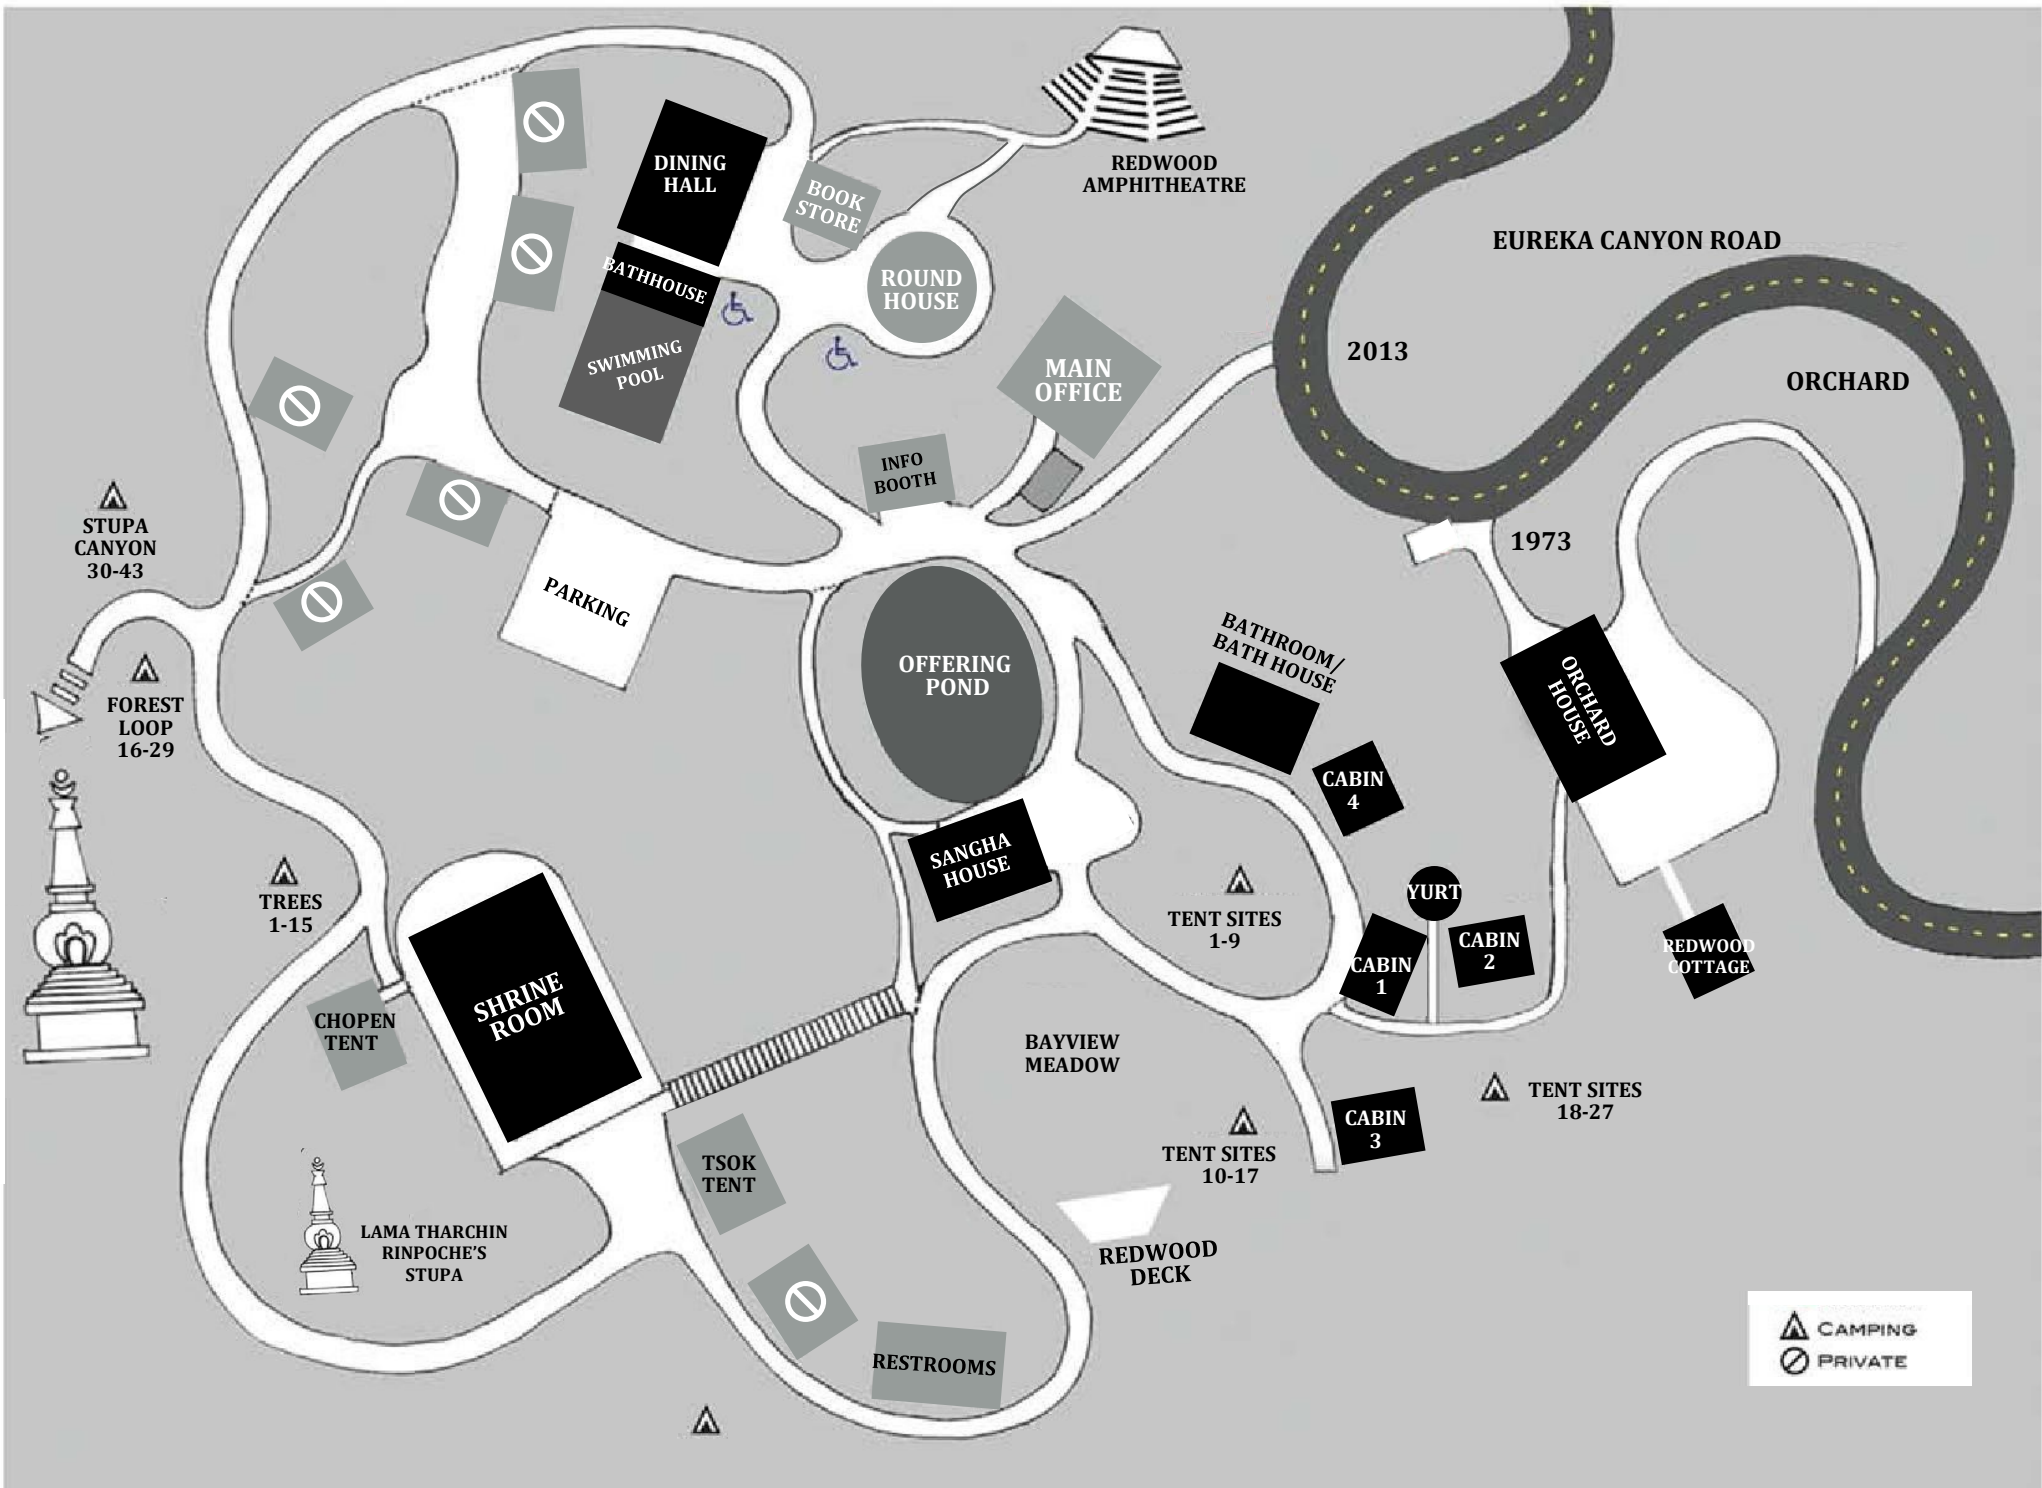 DINING
HALL
BOOK
STORE
REDWOOD
AMPHITHEATRE
EUREKA CANYON ROAD
BATHHOUSE
ROUND
HOUSE
SWIMMING
POOL
MAIN
OFFICE
2013
ORCHARD
INFO
BOOTH
STUPA
CANYON
30-43
1973
PARKING
BATHROOM/
BATH HOUSE
OFFERING
POND
ORCHARD
HOUSE
FOREST
LOOP
16-29
CABIN
4
SANGHA
HOUSE
TREES
1-15
TENT SITES
1-9
YURT
CABIN
1
CABIN
2
REDWOOD
COTTAGE
SHRINE
ROOM
CHOPEN
TENT
BAYVIEW
MEADOW
TENT SITES
18-27
CABIN
3
TENT SITES
10-17
TSOK
TENT
LAMA THARCHIN
RINPOCHE'S
STUPA
REDWOOD
DECK
RESTROOMS
CAMPING
PRIVATE